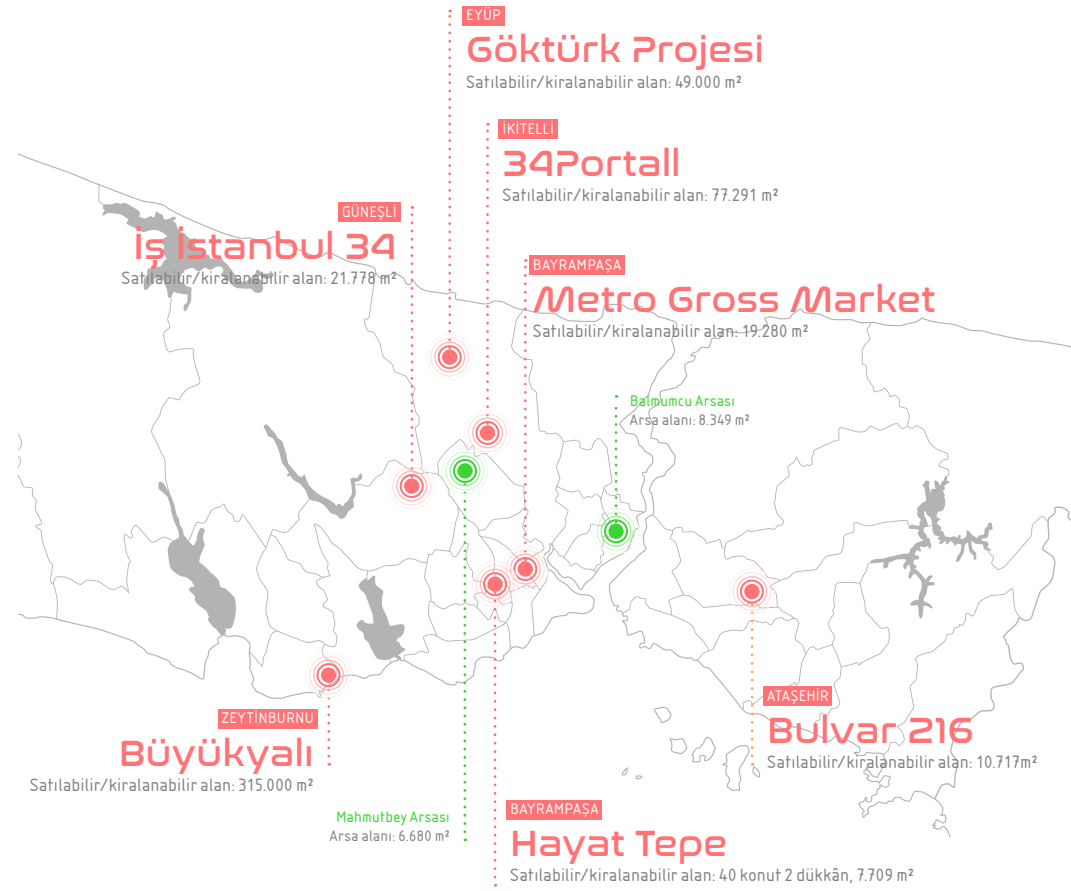 EYÜP
Göktürk Projesi
Satılabilir/kiralanabilir alan: 49.000 m²
İKİTELLİ
34Portall
Satılabilir/kiralanabilir alan: 77.291 m²
GÜNEŞLİ
İş İstanbul 34
Satılabilir/kiralanabilir alan: 21.778 m²
BAYRAMPAŞA
Metro Gross Market
Satılabilir/kiralanabilir alan: 19.280 m²
Balmumcu Arsası
Arsa alanı: 8.349 m²
ZEYTİNBURNU
Büyükyalı
Satılabilir/kiralanabilir alan: 315.000 m²
ATAŞEHİR
Bulvar 216
Satılabilir/kiralanabilir alan: 10.717m²
Mahmutbey Arsası
Arsa alanı: 6.680 m²
BAYRAMPAŞA
Hayat Tepe
Satılabilir/kiralanabilir alan: 40 konut 2 dükkân, 7.709 m²